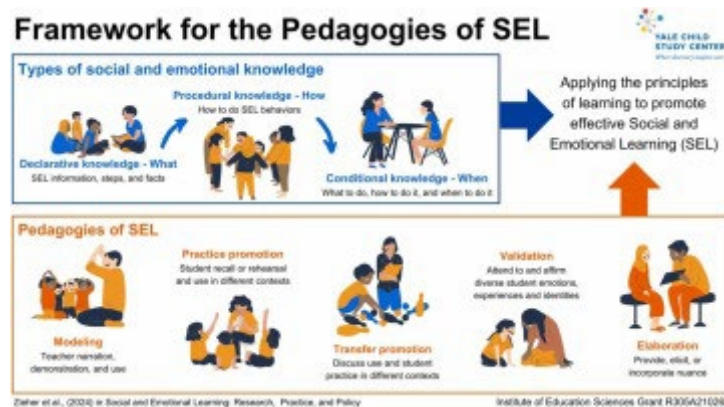 Framework for the Pedagogies of SEL
YALE CHILD
STUDY CENTER
Types of social and emotional knowledge
Procedural knowledge - How
How to do SEL behaviors
Declarative knowledge - What
SEL information, steps, and facts
Conditional knowledge - When
What to do, how to do it, and when to do it
Applying the principles
of learning to promote
effective Social and
Emotional Learning (SEL)
Pedagogies of SEL
Modeling
Teacher narration,
demonstration, and use
Practice promotion
Student recall or rehearsal
and use in different contexts
Transfer promotion
Discuss use and student
practice in different contexts
Validation
Attend to and affirm
diverse student emotions,
experiences and identities
Elaboration
Provide, elicit, or
incorporate nuance
Zieher et al., (2024) in Social and Emotional Learning: Research, Practice, and Policy
Institute of Education Sciences Grant